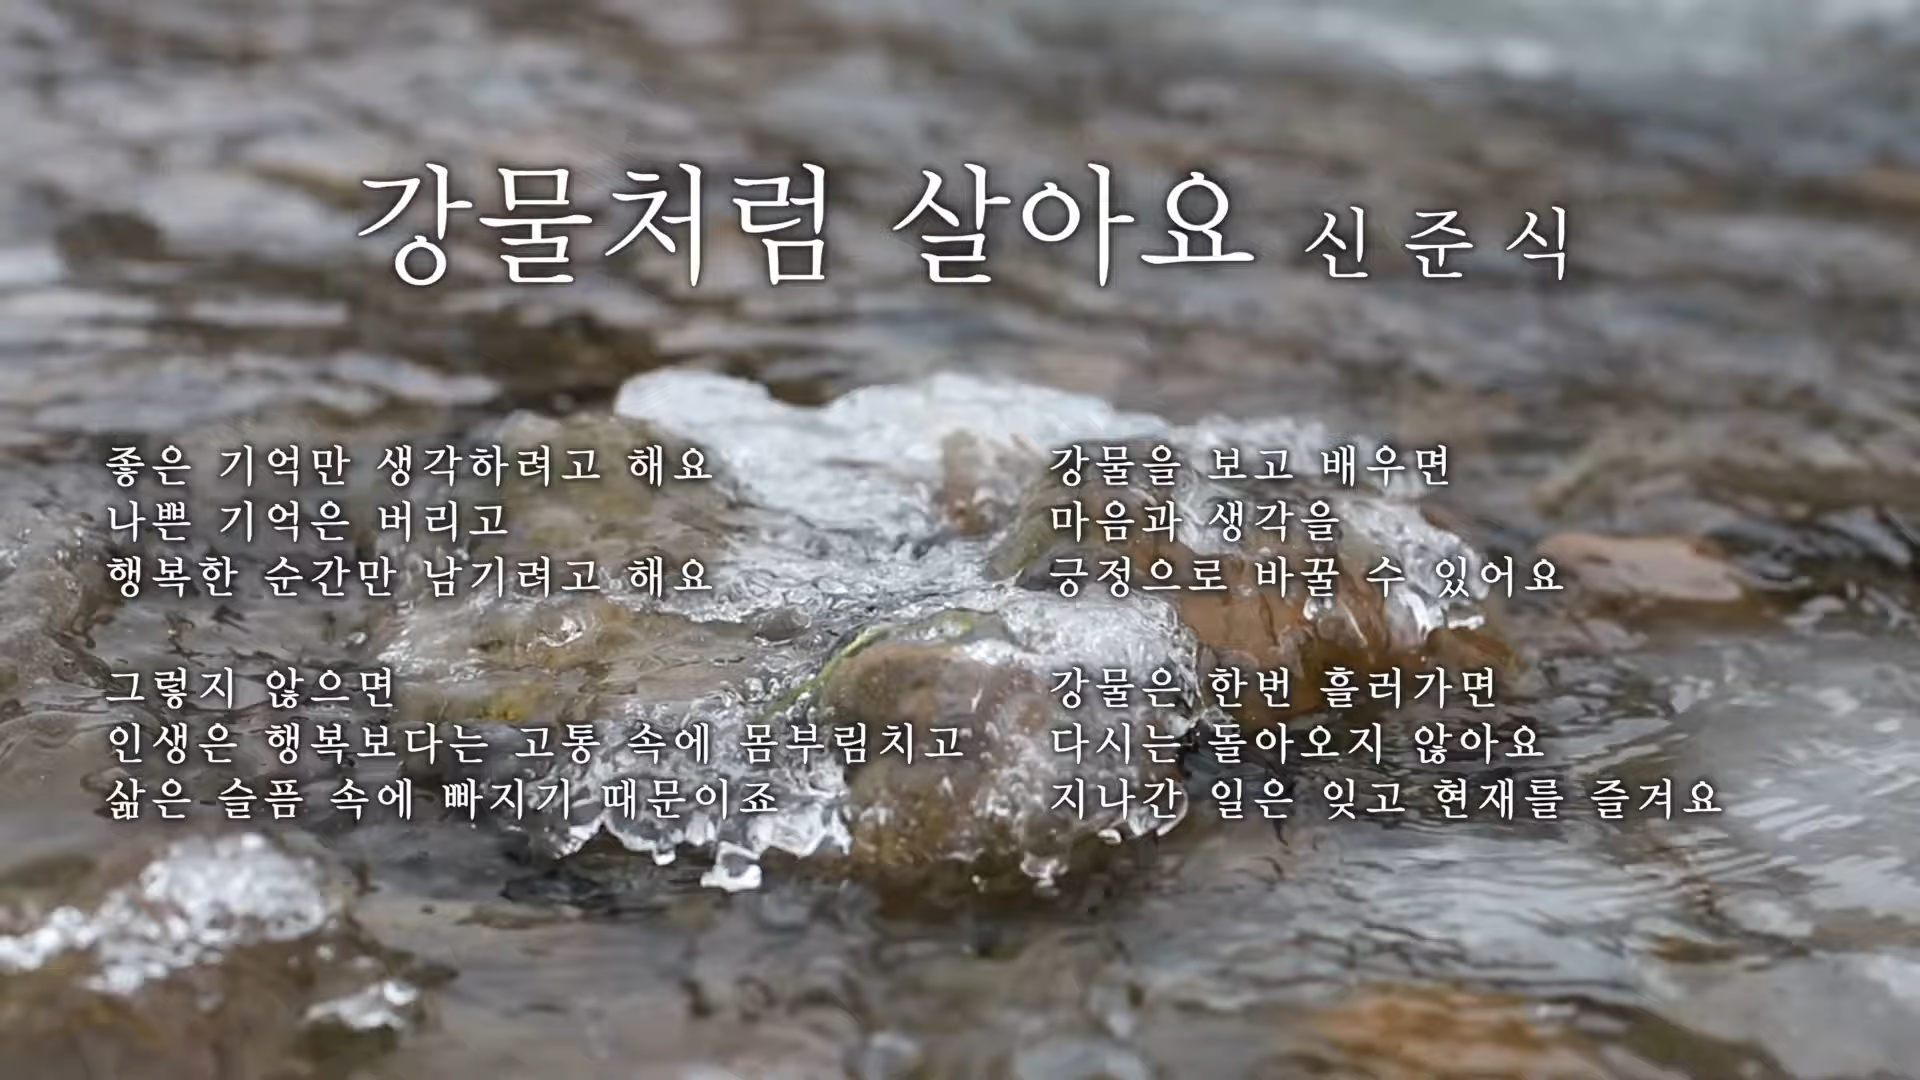 강물처럼 살아요 신준식
좋은 기억만 생각하려고 해요
나쁜 기억은 버리고
행복한 순간만 남기려고 해요
그렇지 않으면
인생은 행복보다는 고통 속에 몸부림치고
삶은 슬픔 속에 빠지기 때문이죠
강물을 보고 배우면
마음과 생각을
긍정으로 바꿀 수 있어요
강물은 한번 흘러가면
다시는 돌아오지 않아요
지나간 일은 잊고 현재를 즐겨요